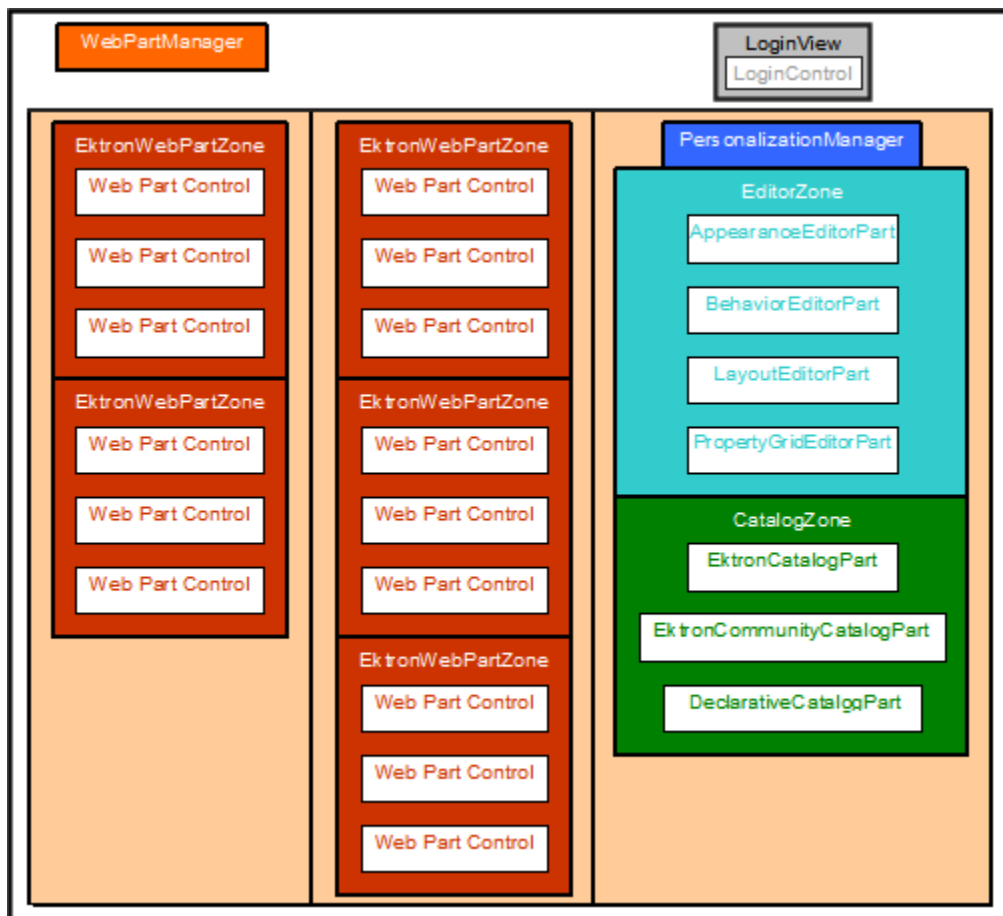 WebPartManager
LoginView
LoginControl
EktronWebPartZone
Web Part Control
Web Part Control
Web Part Control
EktronWebPartZone
Web Part Control
Web Part Control
Web Part Control
EktronWebPartZone
Web Part Control
Web Part Control
Web Part Control
EktronWebPartZone
Web Part Control
Web Part Control
Web Part Control
EktronWebPartZone
Web Part Control
Web Part Control
Web Part Control
PersonalizationManager
EditorZone
AppearanceEditorPart
BehaviorEditorPart
LayoutEditorPart
PropertyGridEditorPart
CatalogZone
EktronCatalogPart
EktronCommunityCatalogPart
DeclarativeCatalogPart